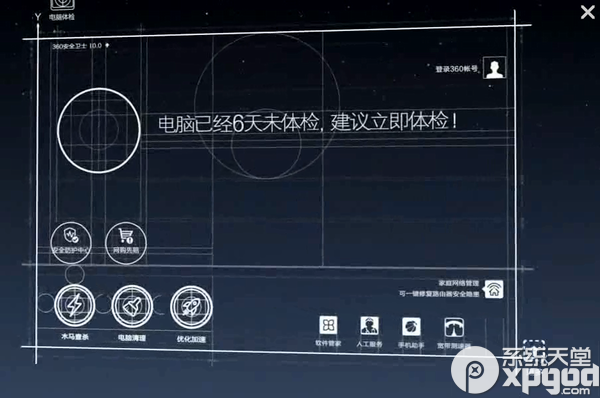 Y
电脑体检
360安全卫士 10.0
登录360帐号
电脑已经6天未体检, 建议立即体检!
安全防护中心
网购先赔
家庭网络管理
可一键修复路由器安全隐患
木马查杀
电脑清理
优化加速
软件管家
人工服务
手机助手
宽带测速器
系统天堂
xpgod.com